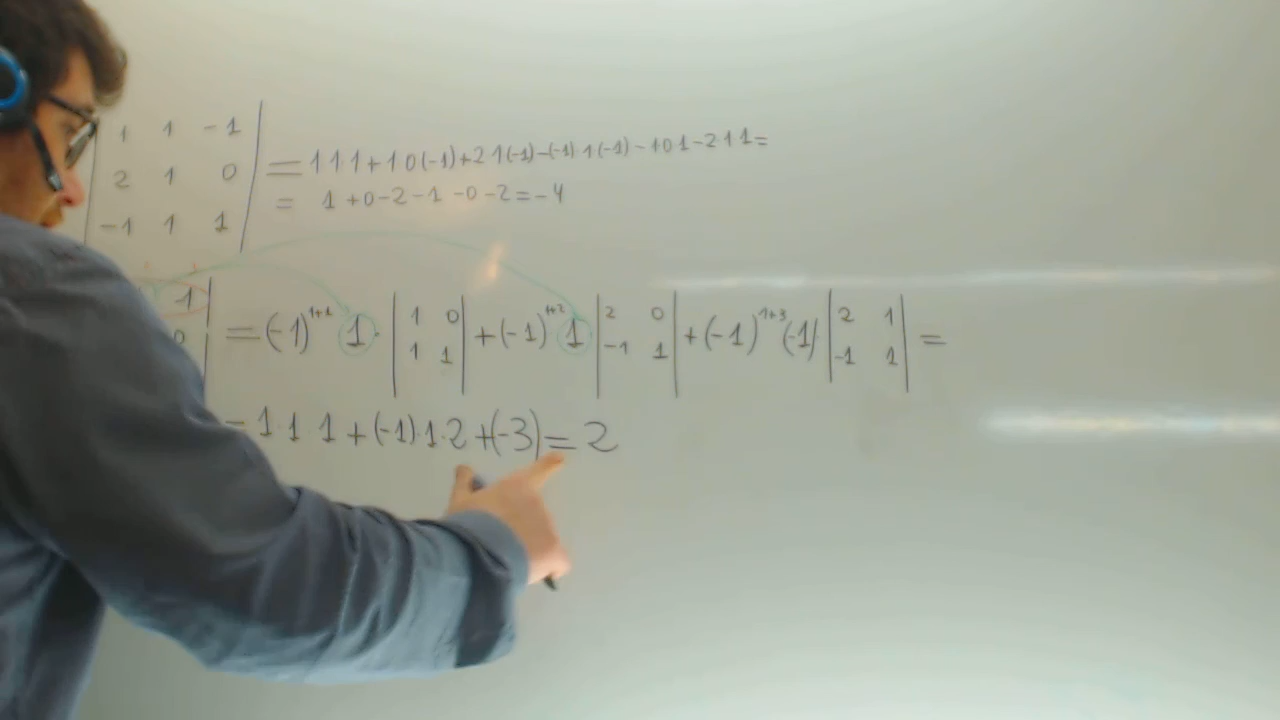 1 1 -1
2 1 0 = 1 1 1 + 1 0 (-1) + 2 1 (-1) - (-1) 1 (-1) - 1 0 1 - 2 1 1 =
-1 1 1 = 1 + 0 - 2 - 1 - 0 - 2 = -4
1 = (-1)^{1+1} 1 · |1 0; 1 1| + (-1)^{1+2} 1 |2 0; -1 1| + (-1)^{1+3} (-1) |2 1; -1 1| =
0
= 1 · 1 1 + (-1) · 1 · 2 + (-3) = 2